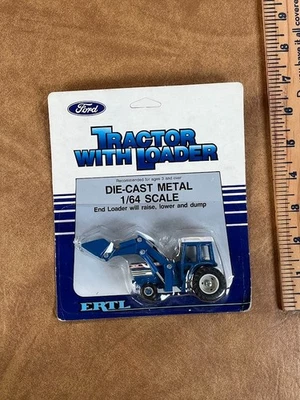 Ford
TRACTOR
WITH LOADER
Recommended for ages 3 and over
DIE-CAST METAL
1/64 SCALE
End Loader will raise, lower and dump
ERTL